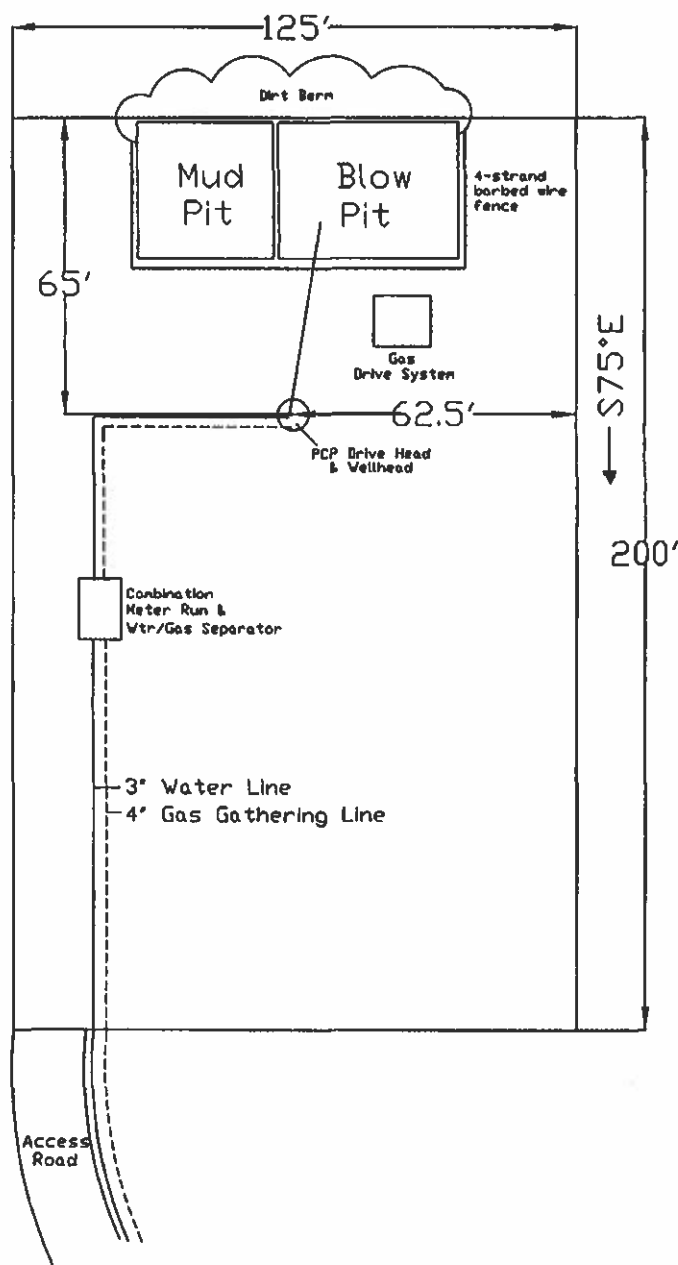 125'
Dirt Berm
Mud
Pit
Blow
Pit
4-strand
barbed wire
fence
65'
Gas
Drive System
S75°E
62.5'
PCP Drive Head
& Wellhead
200'
Combination
Meter Run &
Wtr/Gas Separator
3" Water Line
4" Gas Gathering Line
Access
Road